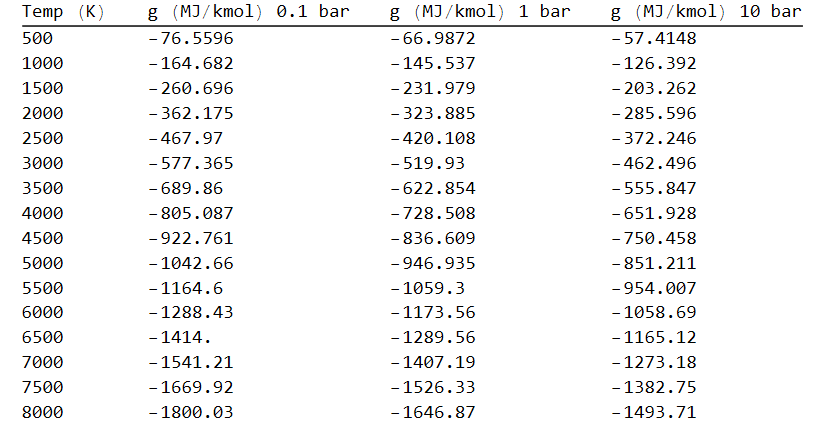 Temp (K) g (MJ/kmol) 0.1 bar g (MJ/kmol) 1 bar g (MJ/kmol) 10 bar
500 -76.5596 -66.9872 -57.4148
1000 -164.682 -145.537 -126.392
1500 -260.696 -231.979 -203.262
2000 -362.175 -323.885 -285.596
2500 -467.97 -420.108 -372.246
3000 -577.365 -519.93 -462.496
3500 -689.86 -622.854 -555.847
4000 -805.087 -728.508 -651.928
4500 -922.761 -836.609 -750.458
5000 -1042.66 -946.935 -851.211
5500 -1164.6 -1059.3 -954.007
6000 -1288.43 -1173.56 -1058.69
6500 -1414. -1289.56 -1165.12
7000 -1541.21 -1407.19 -1273.18
7500 -1669.92 -1526.33 -1382.75
8000 -1800.03 -1646.87 -1493.71